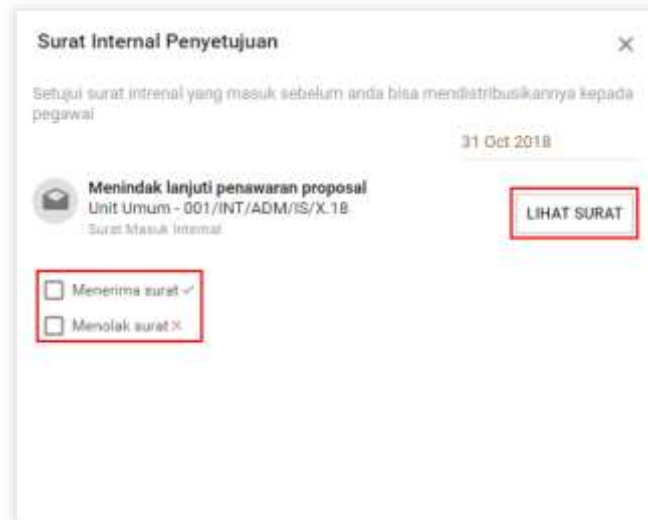 Surat Internal Penyetujuan
Setujui surat intrenal yang masuk sebelum anda bisa mendistribusikannya kepada
pegawai
31 Oct 2018
Menindak lanjuti penawaran proposal
Unit Umum - 001/INT/ADM/IS/X.18
Surat Masuk Internal
LIHAT SURAT
Menerima surat ✓
Menolak surat ×